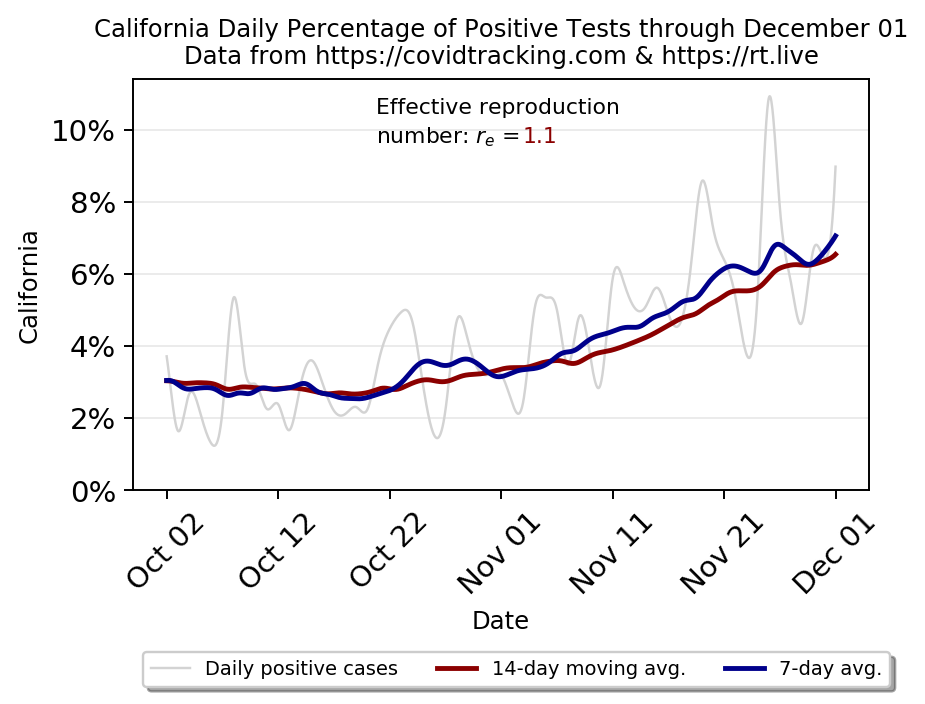 California Daily Percentage of Positive Tests through December 01
Data from https://covidtracking.com & https://rt.live
Effective reproduction
number: rₑ = 1.1
10%
8%
6%
4%
2%
0%
California
Oct 02
Oct 12
Oct 22
Nov 01
Nov 11
Nov 21
Dec 01
Date
Daily positive cases
14-day moving avg.
7-day avg.